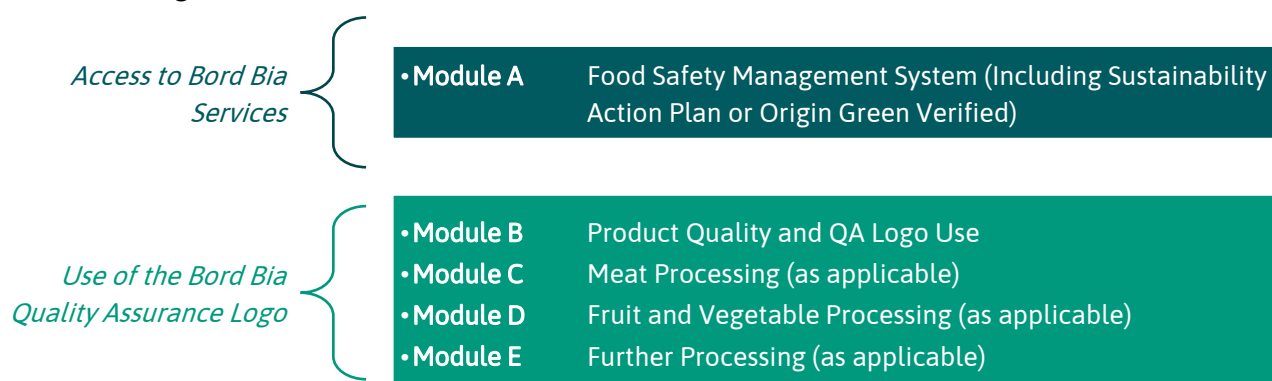 Access to Bord Bia
Services
•Module A Food Safety Management System (Including Sustainability
Action Plan or Origin Green Verified)
Use of the Bord Bia
Quality Assurance Logo
•Module B Product Quality and QA Logo Use
•Module C Meat Processing (as applicable)
•Module D Fruit and Vegetable Processing (as applicable)
•Module E Further Processing (as applicable)